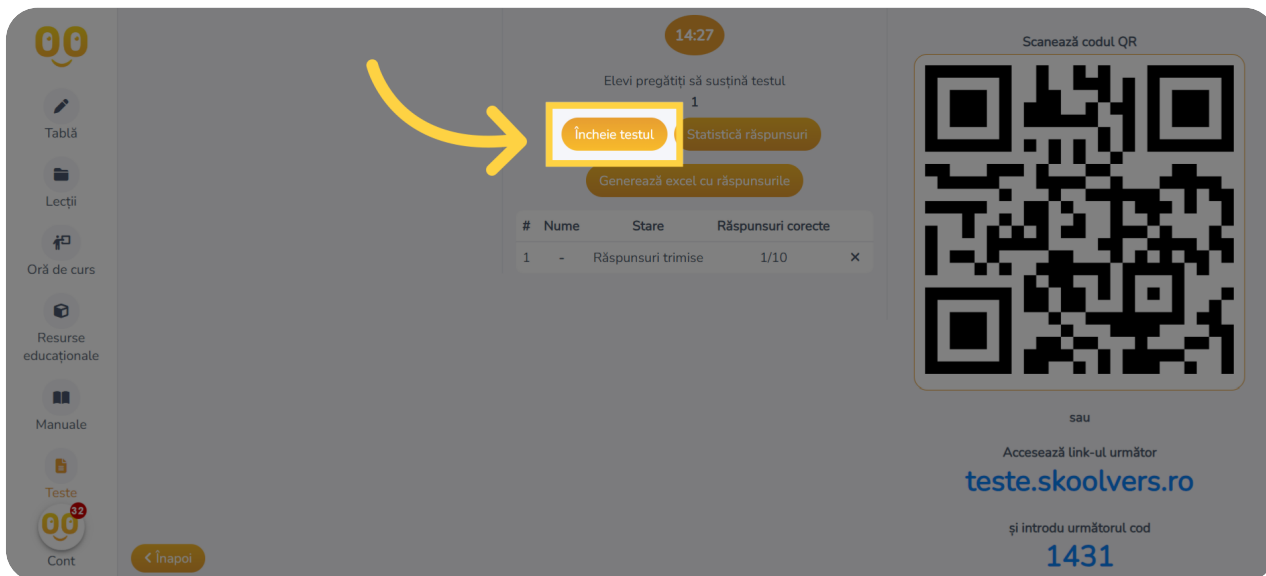 Tablă
Lecții
Oră de curs
Resurse
educaționale
Manuale
Teste
32
Cont
14:27
Elevi pregătiți să susțină testul
1
Încheie testul
Statistică răspunsuri
Generează excel cu răspunsurile
# Nume Stare Răspunsuri corecte
1 - Răspunsuri trimise 1/10 ×
Înapoi
Scanează codul QR
sau
Accesează link-ul următor
teste.skoolvers.ro
și introdu următorul cod
1431